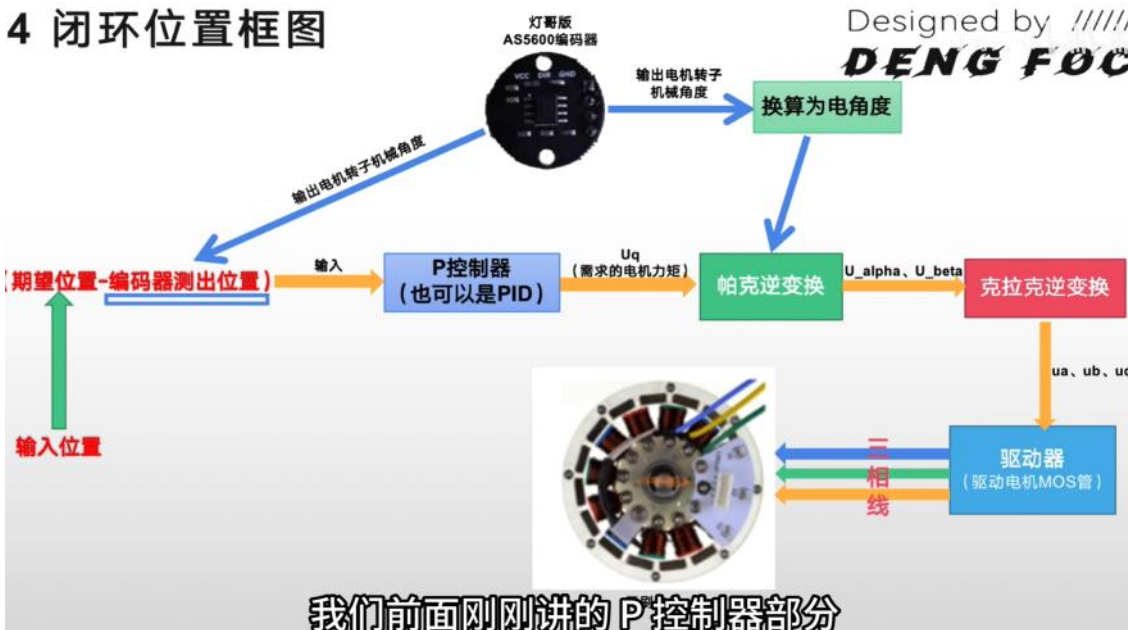 4 闭环位置框图
灯哥版
AS5600编码器
Designed by
DENG FOC
VCC DIR GND
输出电机转子
机械角度
换算为电角度
输出电机转子机械角度
(期望位置-编码器测出位置)
输入
P控制器
(也可以是PID)
Uq
(需求的电机力矩)
帕克逆变换
U_alpha、U_beta
克拉克逆变换
ua、ub、uc
输入位置
三
相
线
驱动器
(驱动电机MOS管)
我们前面刚刚讲的 P 控制器部分